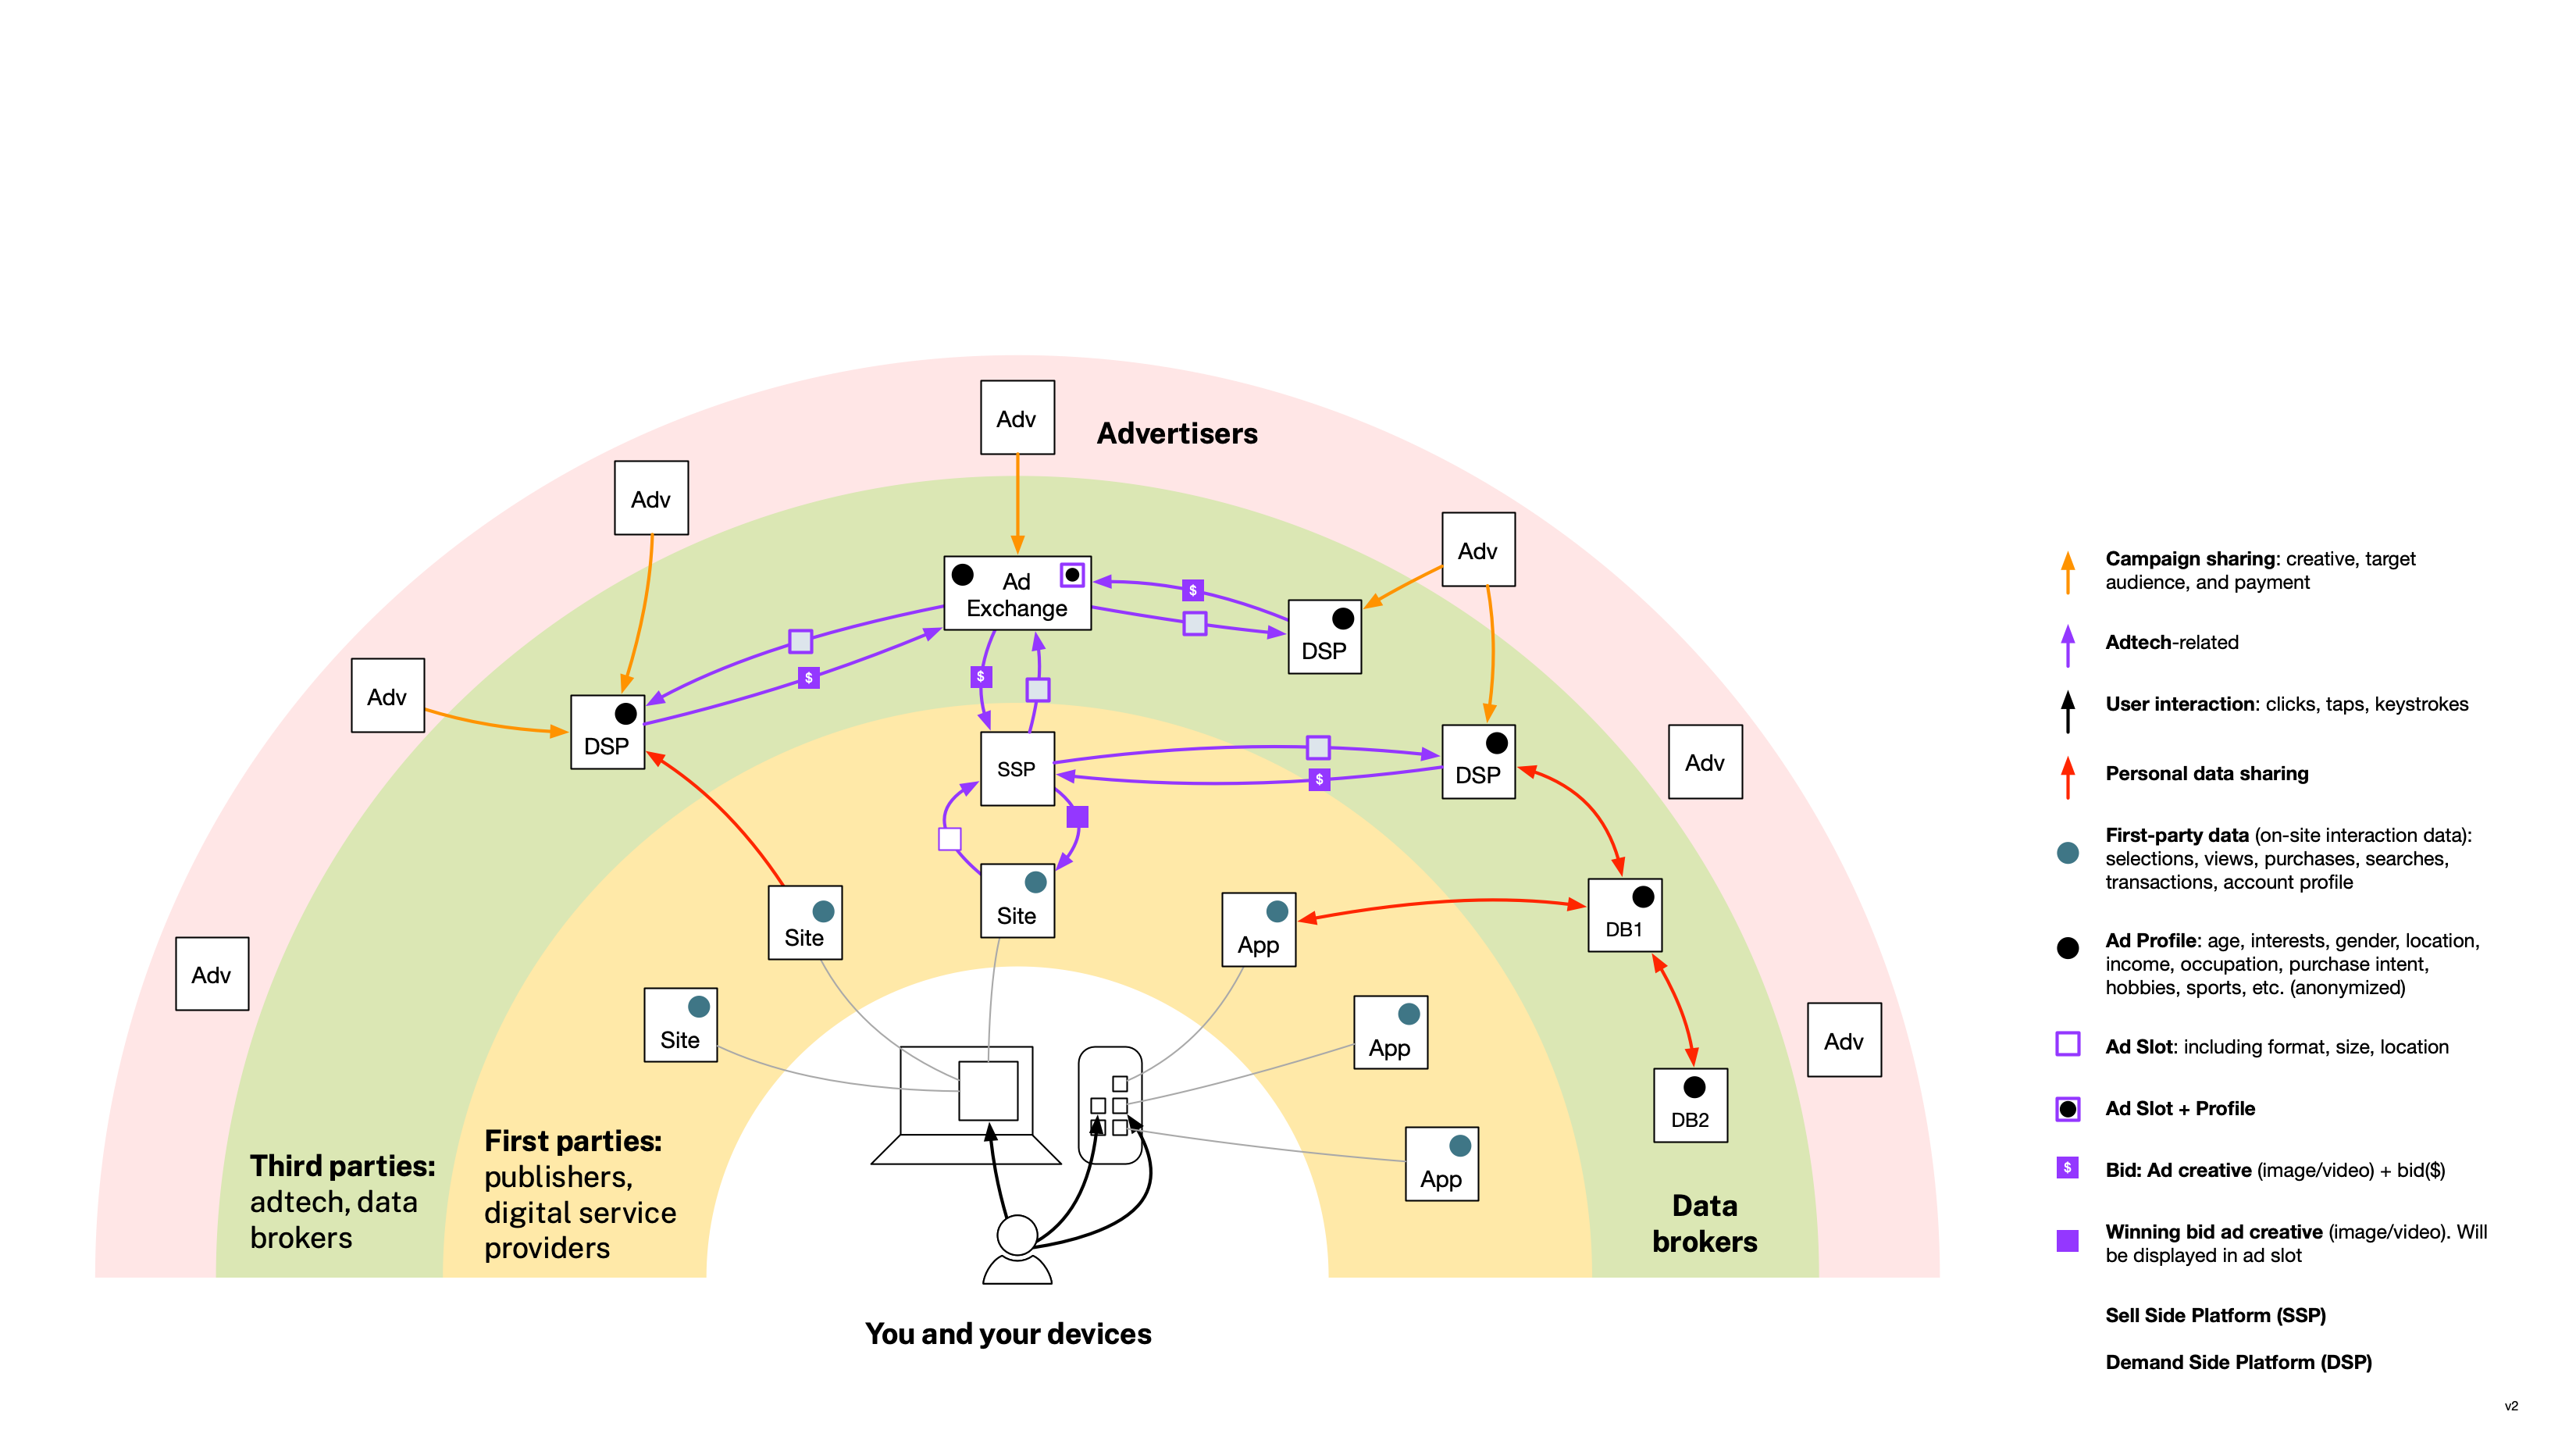 Adv
Advertisers
Adv
Adv
Ad
Exchange
$
DSP
$
$
Adv
DSP
SSP
$
DSP
Adv
Site
Site
App
DB1
Adv
Site
App
Adv
DB2
App
Third parties:
adtech, data
brokers
First parties:
publishers,
digital service
providers
Data
brokers
You and your devices
Campaign sharing: creative, target
audience, and payment
Adtech-related
User interaction: clicks, taps, keystrokes
Personal data sharing
First-party data (on-site interaction data):
selections, views, purchases, searches,
transactions, account profile
Ad Profile: age, interests, gender, location,
income, occupation, purchase intent,
hobbies, sports, etc. (anonymized)
Ad Slot: including format, size, location
Ad Slot + Profile
$
Bid: Ad creative (image/video) + bid($)
Winning bid ad creative (image/video). Will
be displayed in ad slot
Sell Side Platform (SSP)
Demand Side Platform (DSP)
v2